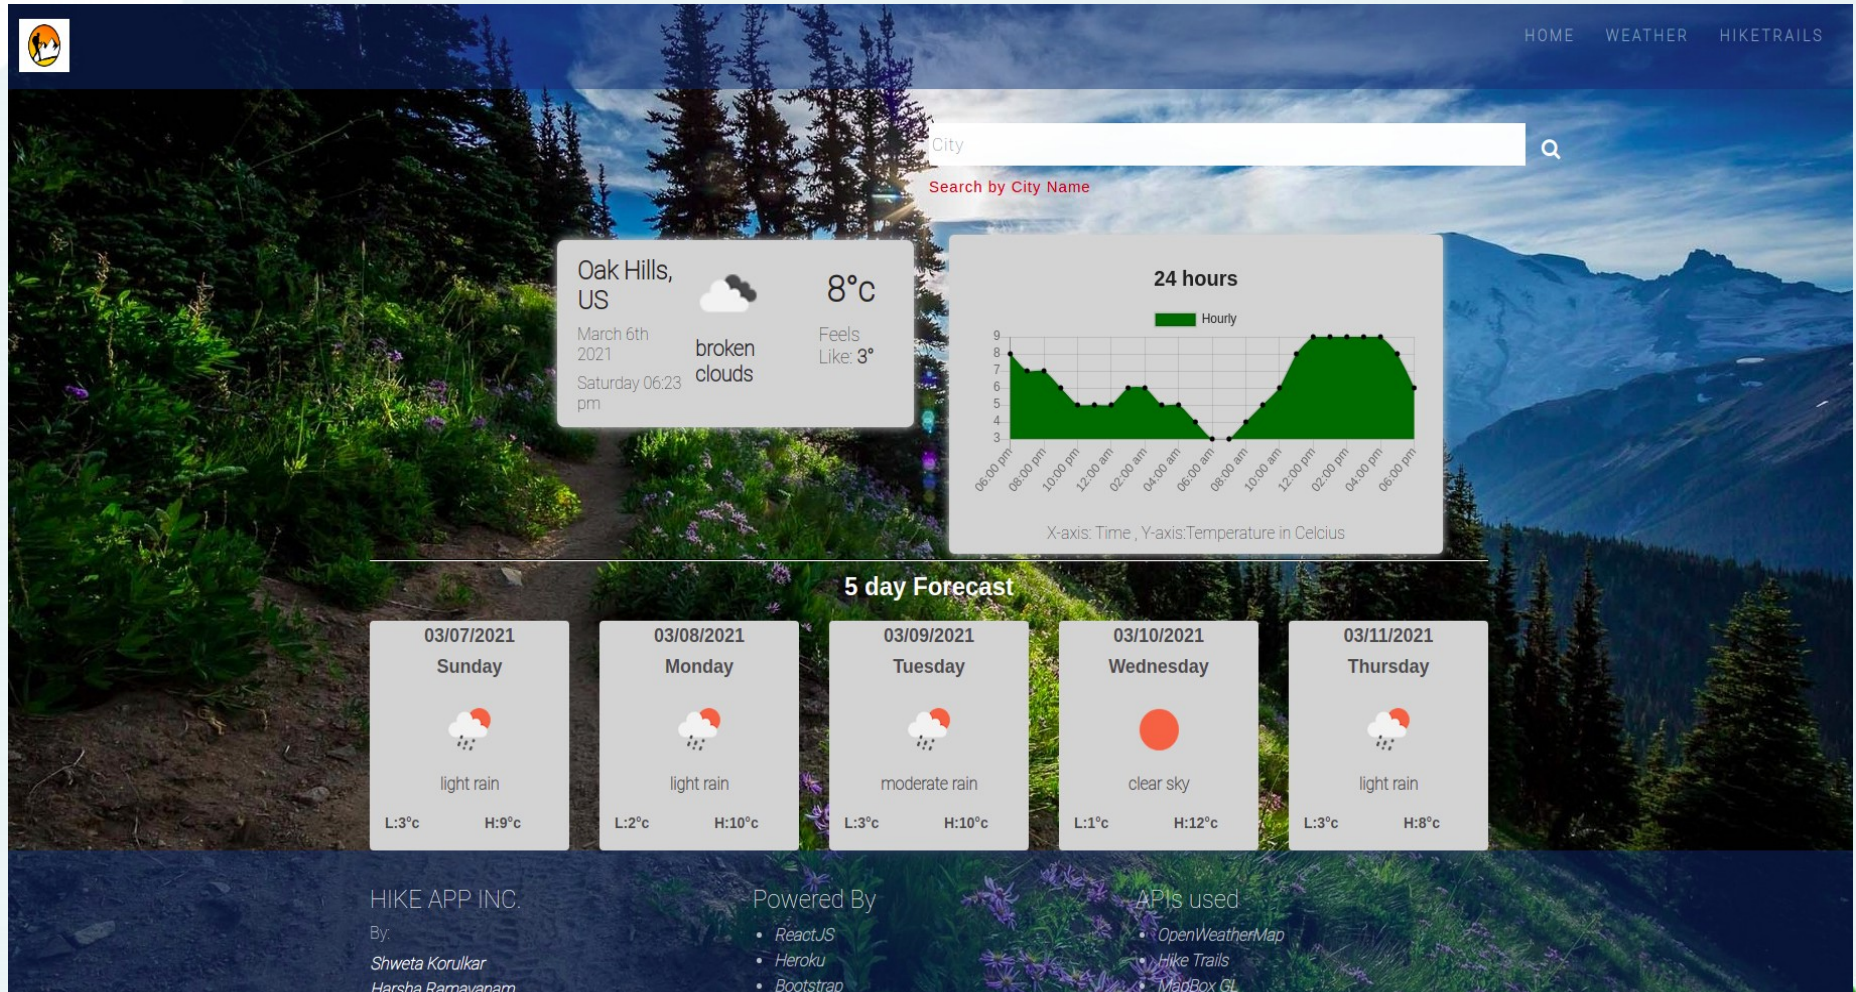 HOME WEATHER HIKETRAILS
City
Search by City Name
Oak Hills,
US
March 6th
2021
Saturday 06:23
pm
broken
clouds
8°c
Feels
Like: 3°
24 hours
Hourly
9
8
7
6
5
4
3
06:00 pm 08:00 pm 10:00 pm 12:00 am 02:00 am 04:00 am 06:00 am 08:00 am 10:00 am 12:00 pm 02:00 pm 04:00 pm 06:00 pm
X-axis: Time , Y-axis:Temperature in Celcius
5 day Forecast
03/07/2021
Sunday
light rain
L:3°c H:9°c
03/08/2021
Monday
light rain
L:2°c H:10°c
03/09/2021
Tuesday
moderate rain
L:3°c H:10°c
03/10/2021
Wednesday
clear sky
L:1°c H:12°c
03/11/2021
Thursday
light rain
L:3°c H:8°c
HIKE APP INC.
By:
Shweta Korulkar
Harsha Ramayanam
Powered By
ReactJS
Heroku
Bootstrap
APIs used
OpenWeatherMap
Hike Trails
MapBox GL